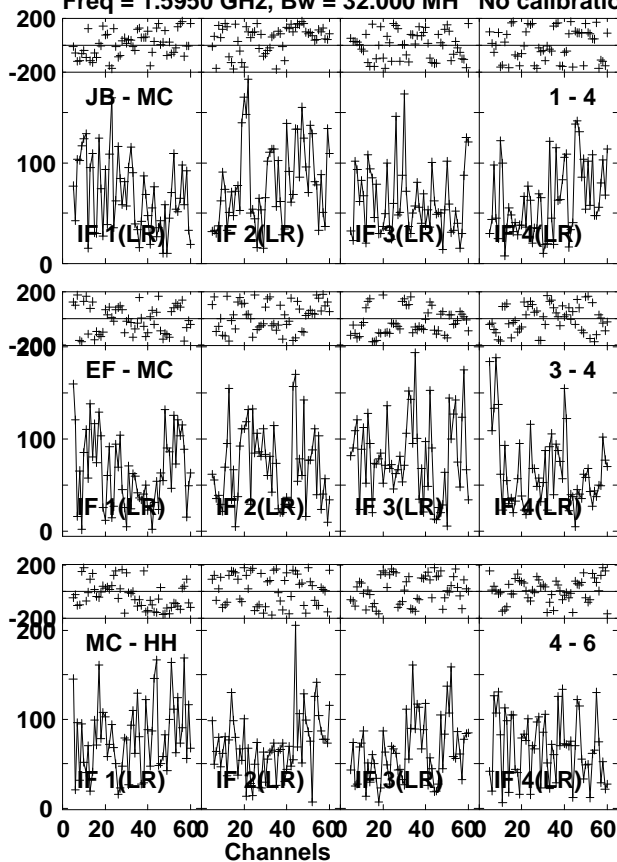 Freq = 1.5950 GHz, Bw = 32.000 MH No calibratio
200
-200
JB - MC 1 - 4
100
0
IF 1(LR) IF 2(LR) IF 3(LR) IF 4(LR)
200
-200
200
EF - MC 3 - 4
100
0
IF 1(LR) IF 2(LR) IF 3(LR) IF 4(LR)
200
-200
200
MC - HH 4 - 6
100
0
IF 1(LR) IF 2(LR) IF 3(LR) IF 4(LR)
0 20 40 60 0 20 40 60 0 20 40 60 0 20 40 60
Channels